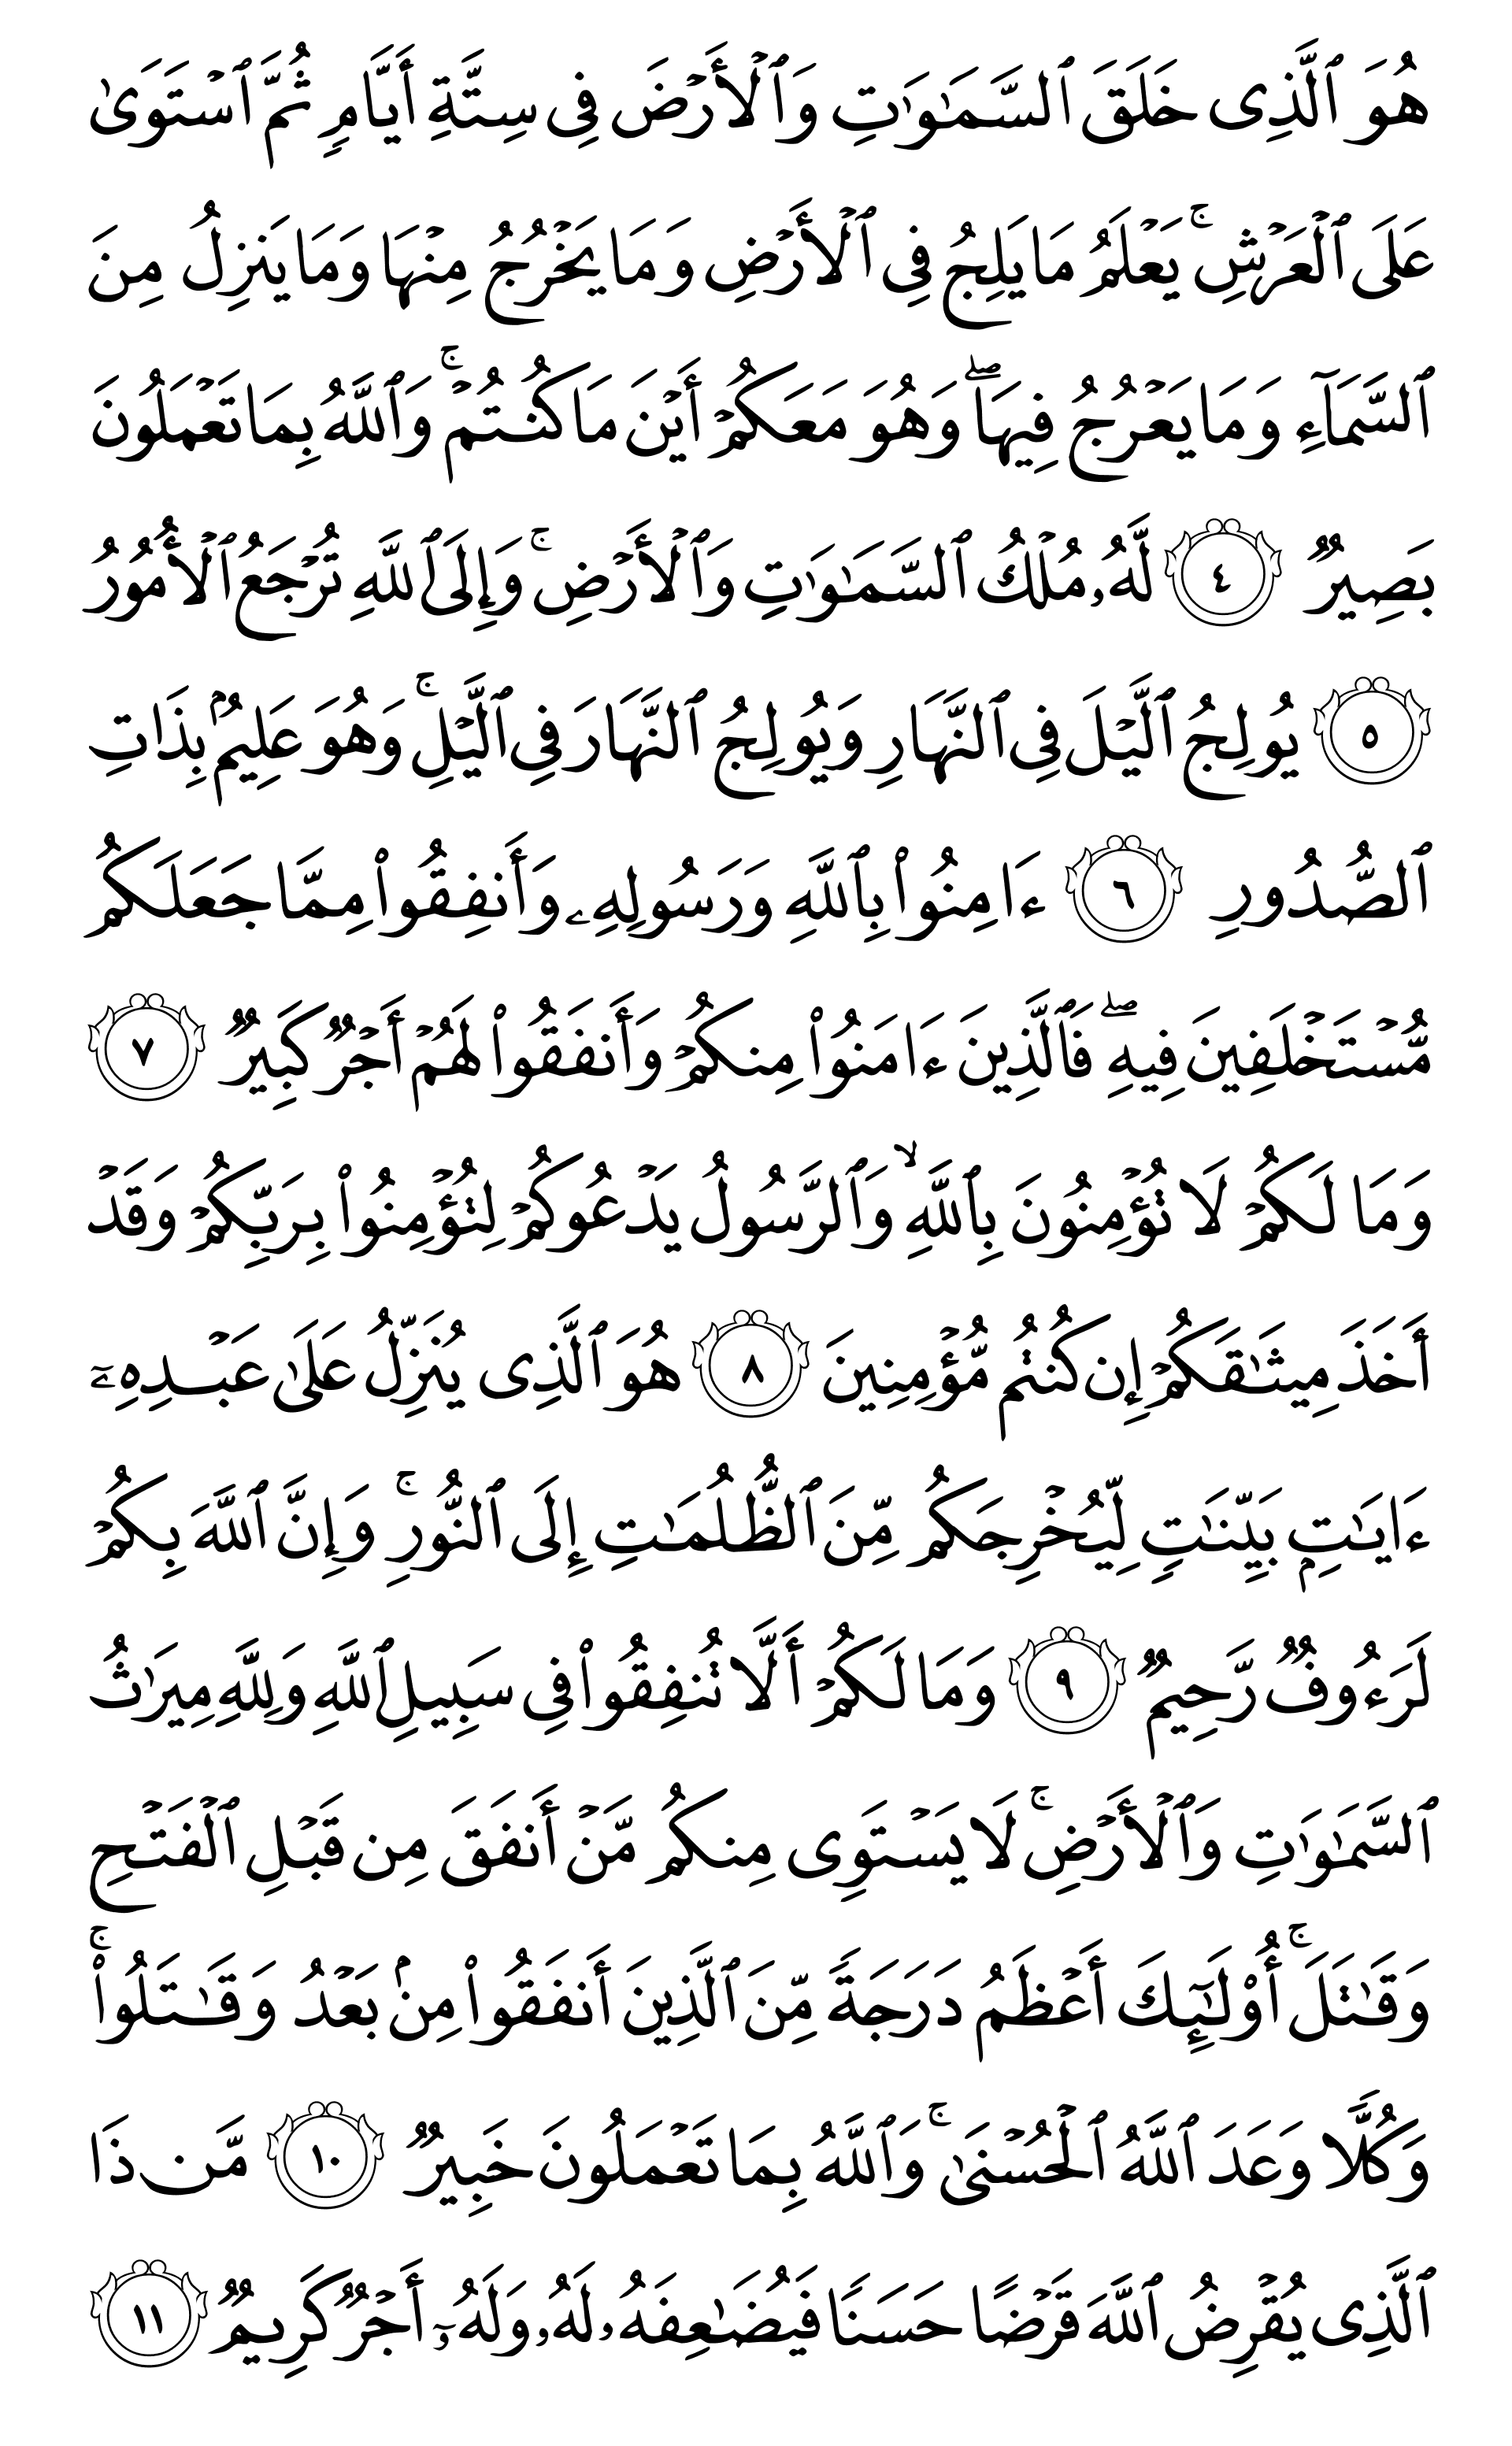 هُوَ ٱلَّذِى خَلَقَ ٱلسَّمَٰوَٰتِ وَٱلْأَرْضَ فِى سِتَّةِ أَيَّامٍ ثُمَّ ٱسْتَوَىٰ
عَلَى ٱلْعَرْشِ ۚ يَعْلَمُ مَا يَلِجُ فِى ٱلْأَرْضِ وَمَا يَخْرُجُ مِنْهَا وَمَا يَنزِلُ مِنَ
ٱلسَّمَآءِ وَمَا يَعْرُجُ فِيهَا ۖ وَهُوَ مَعَكُمْ أَيْنَ مَا كُنتُمْ ۚ وَٱللَّهُ بِمَا تَعْمَلُونَ
بَصِيرٌ ٤ لَّهُۥ مُلْكُ ٱلسَّمَٰوَٰتِ وَٱلْأَرْضِ ۚ وَإِلَى ٱللَّهِ تُرْجَعُ ٱلْأُمُورُ
٥ يُولِجُ ٱلَّيْلَ فِى ٱلنَّهَارِ وَيُولِجُ ٱلنَّهَارَ فِى ٱلَّيْلِ ۚ وَهُوَ عَلِيمٌۢ بِذَاتِ
ٱلصُّدُورِ ٦ ءَامِنُوا۟ بِٱللَّهِ وَرَسُولِهِۦ وَأَنفِقُوا۟ مِمَّا جَعَلَكُم
مُّسْتَخْلَفِينَ فِيهِ ۖ فَٱلَّذِينَ ءَامَنُوا۟ مِنكُمْ وَأَنفَقُوا۟ لَهُمْ أَجْرٌ كَبِيرٌ ٧
وَمَا لَكُمْ لَا تُؤْمِنُونَ بِٱللَّهِ ۙ وَٱلرَّسُولُ يَدْعُوكُمْ لِتُؤْمِنُوا۟ بِرَبِّكُمْ وَقَدْ
أَخَذَ مِيثَٰقَكُمْ إِن كُنتُم مُّؤْمِنِينَ ٨ هُوَ ٱلَّذِى يُنَزِّلُ عَلَىٰ عَبْدِهِۦٓ
ءَايَٰتٍۭ بَيِّنَٰتٍ لِّيُخْرِجَكُم مِّنَ ٱلظُّلُمَٰتِ إِلَى ٱلنُّورِ ۚ وَإِنَّ ٱللَّهَ بِكُمْ
لَرَءُوفٌ رَّحِيمٌ ٩ وَمَا لَكُمْ أَلَّا تُنفِقُوا۟ فِى سَبِيلِ ٱللَّهِ وَلِلَّهِ مِيرَٰثُ
ٱلسَّمَٰوَٰتِ وَٱلْأَرْضِ ۚ لَا يَسْتَوِى مِنكُم مَّنْ أَنفَقَ مِن قَبْلِ ٱلْفَتْحِ
وَقَٰتَلَ ۚ أُو۟لَٰٓئِكَ أَعْظَمُ دَرَجَةً مِّنَ ٱلَّذِينَ أَنفَقُوا۟ مِنۢ بَعْدُ وَقَٰتَلُوا۟ ۚ
وَكُلًّا وَعَدَ ٱللَّهُ ٱلْحُسْنَىٰ ۚ وَٱللَّهُ بِمَا تَعْمَلُونَ خَبِيرٌ ١٠ مَّن ذَا
ٱلَّذِى يُقْرِضُ ٱللَّهَ قَرْضًا حَسَنًا فَيُضَٰعِفَهُۥ لَهُۥ وَلَهُۥٓ أَجْرٌ كَرِيمٌ ١١